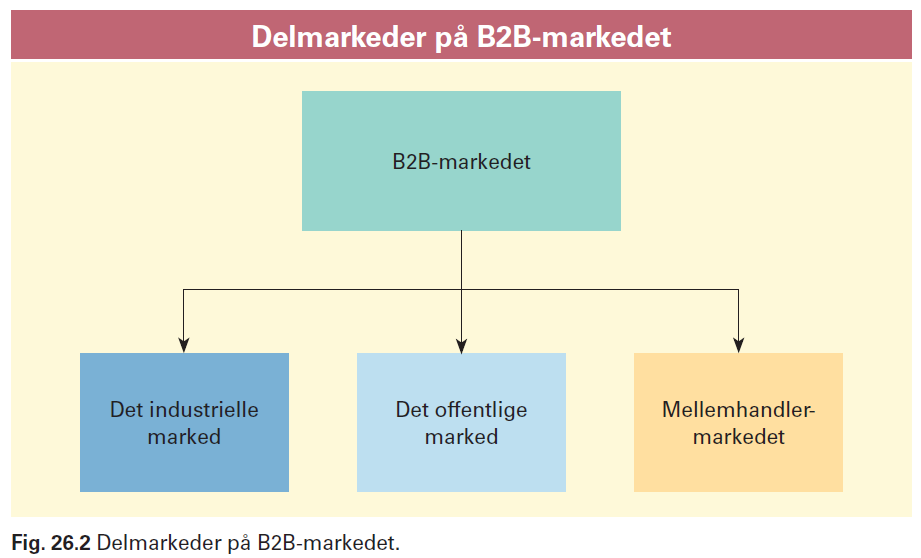 Delmarkeder på B2B-markedet
B2B-markedet
Det industrielle
marked
Det offentlige
marked
Mellemhandler-
markedet
Fig. 26.2 Delmarkeder på B2B-markedet.